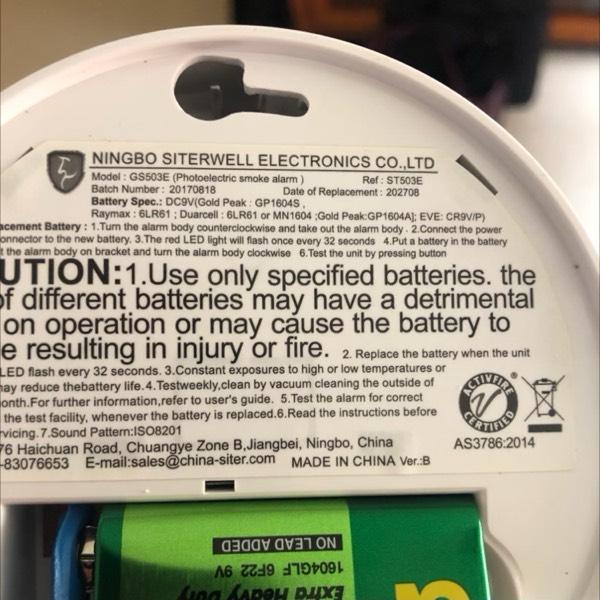 NINGBO SITERWELL ELECTRONICS CO.,LTD
Model : GS503E (Photoelectric smoke alarm ) Ref : ST503E
Batch Number : 20170818 Date of Replacement : 202708
Battery Spec.: DC9V(Gold Peak : GP1604S ,
Raymax : 6LR61 ; Duarcell : 6LR61 or MN1604 ;Gold Peak:GP1604A]; EVE: CR9V/P)
acement Battery : 1.Turn the alarm body counterclockwise and take out the alarm body . 2.Connect the power
onnector to the new battery. 3.The red LED light will flash once every 32 seconds 4.Put a battery in the battery
t the alarm body on bracket and turn the alarm body clockwise 6.Test the unit by pressing button
UTION:1.Use only specified batteries. the
of different batteries may have a detrimental
on operation or may cause the battery to
e resulting in injury or fire. 2. Replace the battery when the unit
LED flash every 32 seconds. 3.Constant exposures to high or low temperatures or
may reduce thebattery life.4.Testweekly,clean by vacuum cleaning the outside of
onth.For further information,refer to user's guide. 5.Test the alarm for correct
the test facility, whenever the battery is replaced.6.Read the instructions before
rvicing.7.Sound Pattern:ISO8201
76 Haichuan Road, Chuangye Zone B,Jiangbei, Ningbo, China
-83076653 E-mail:sales@china-siter.com MADE IN CHINA Ver.:B
ACTIVFIRE
CERTIFIED
AS3786:2014
NO LEAD ADDED
1604GLF 6F22 9V
Extra Heavy Duty